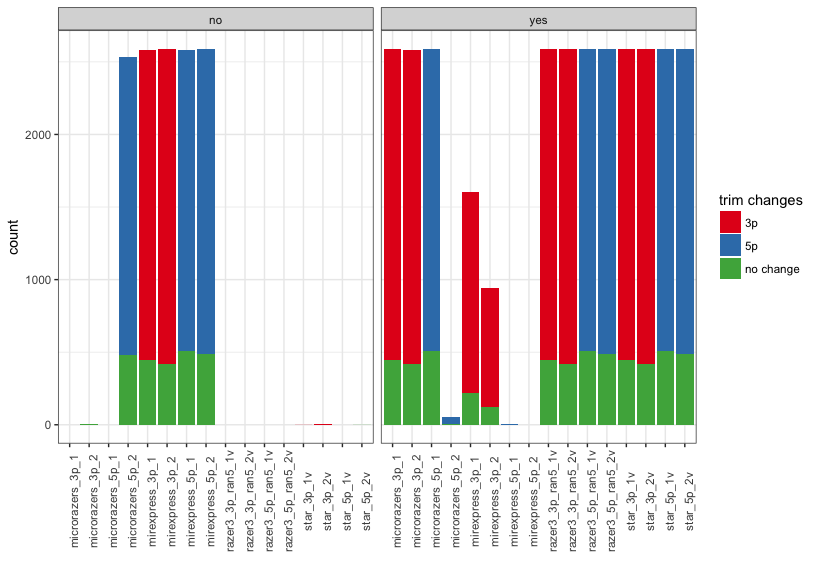 no
yes
count
2000
1000
0
microrazers_3p_1
microrazers_3p_2
microrazers_5p_1
microrazers_5p_2
mirexpress_3p_1
mirexpress_3p_2
mirexpress_5p_1
mirexpress_5p_2
razer3_3p_ran5_1v
razer3_3p_ran5_2v
razer3_5p_ran5_1v
razer3_5p_ran5_2v
star_3p_1v
star_3p_2v
star_5p_1v
star_5p_2v
microrazers_3p_1
microrazers_3p_2
microrazers_5p_1
microrazers_5p_2
mirexpress_3p_1
mirexpress_3p_2
mirexpress_5p_1
mirexpress_5p_2
razer3_3p_ran5_1v
razer3_3p_ran5_2v
razer3_5p_ran5_1v
razer3_5p_ran5_2v
star_3p_1v
star_3p_2v
star_5p_1v
star_5p_2v
trim changes
3p
5p
no change